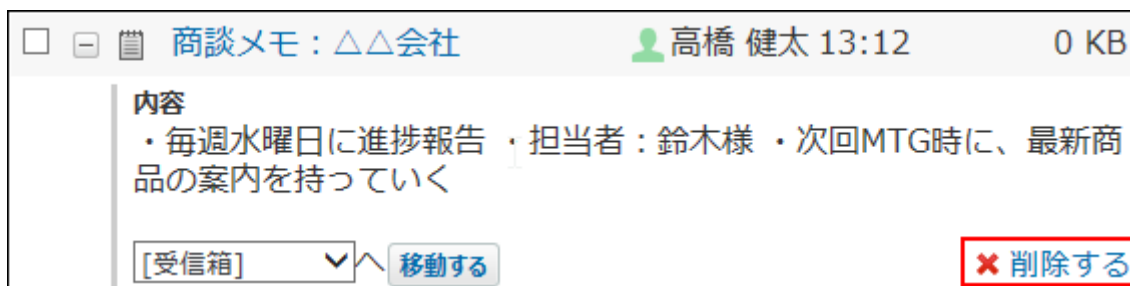 商談メモ：△△会社 高橋 健太 13:12 0 KB
内容
・毎週水曜日に進捗報告 ・担当者：鈴木様 ・次回MTG時に、最新商
品の案内を持っていく
[受信箱] へ 移動する 削除する